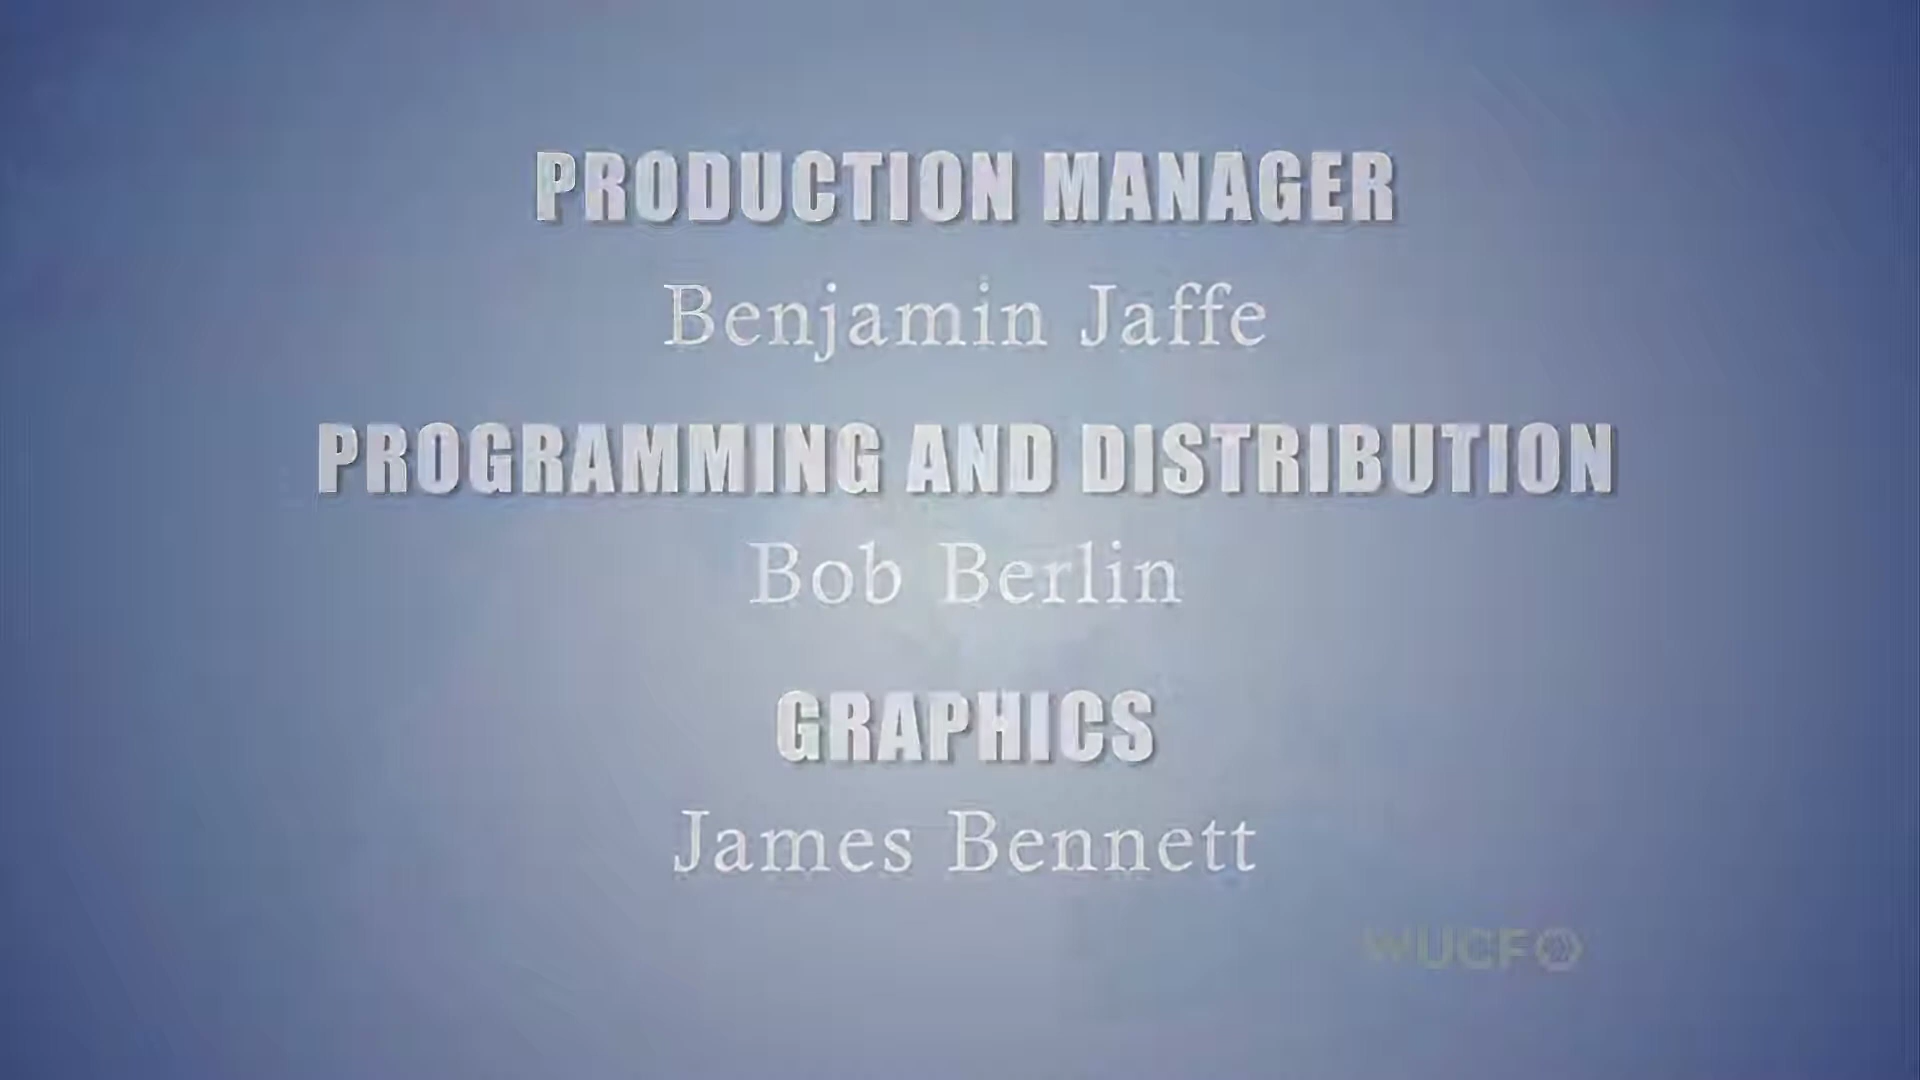 PRODUCTION MANAGER
Benjamin Jaffe
PROGRAMMING AND DISTRIBUTION
Bob Berlin
GRAPHICS
James Bennett
WUCF